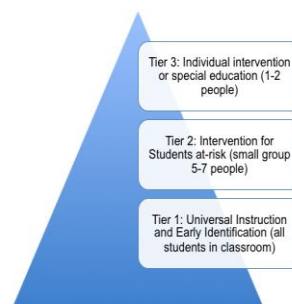 Tier 3: Individual intervention
or special education (1-2
people)
Tier 2: Intervention for
Students at-risk (small group
5-7 people)
Tier 1: Universal Instruction
and Early Identification (all
students in classroom)